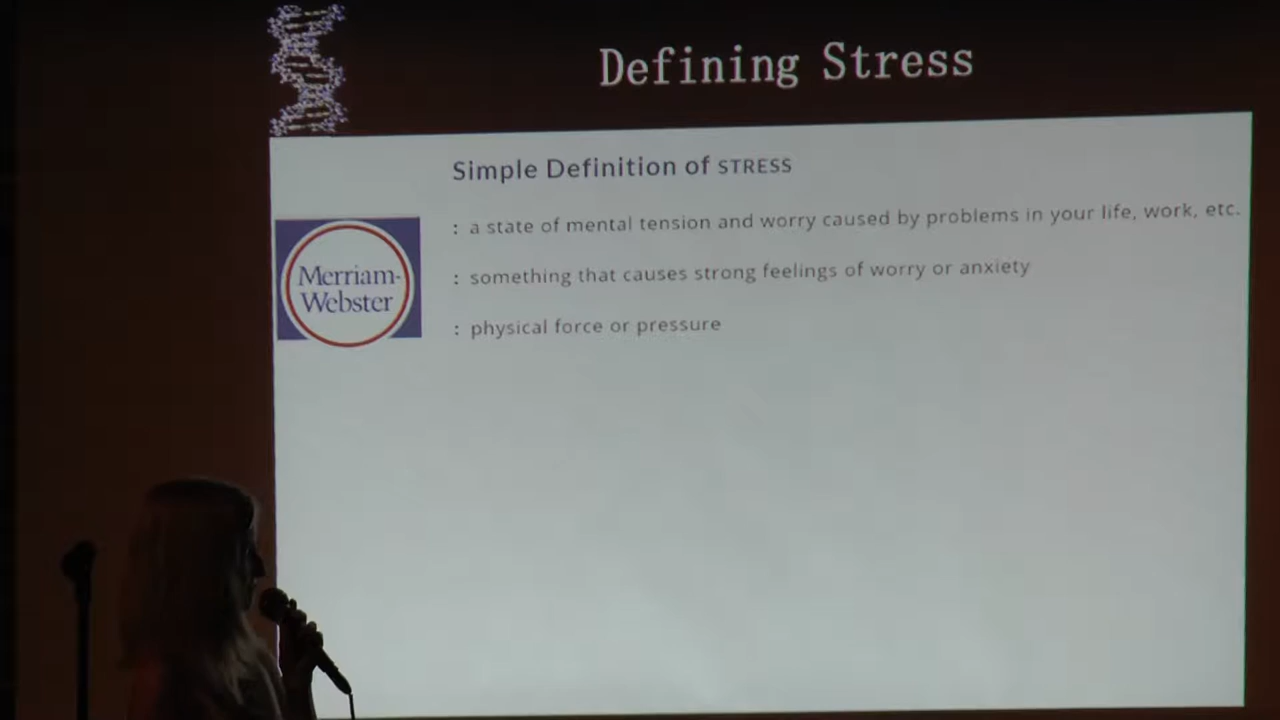 Defining Stress
Simple Definition of STRESS
: a state of mental tension and worry caused by problems in your life, work, etc.
Merriam-
Webster
: something that causes strong feelings of worry or anxiety
: physical force or pressure